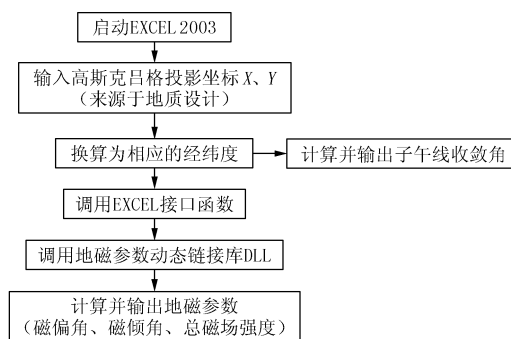 启动EXCEL 2003
输入高斯克吕格投影坐标 X、Y
（来源于地质设计）
换算为相应的经纬度
计算并输出子午线收敛角
调用EXCEL接口函数
调用地磁参数动态链接库DLL
计算并输出地磁参数
（磁偏角、磁倾角、总磁场强度）